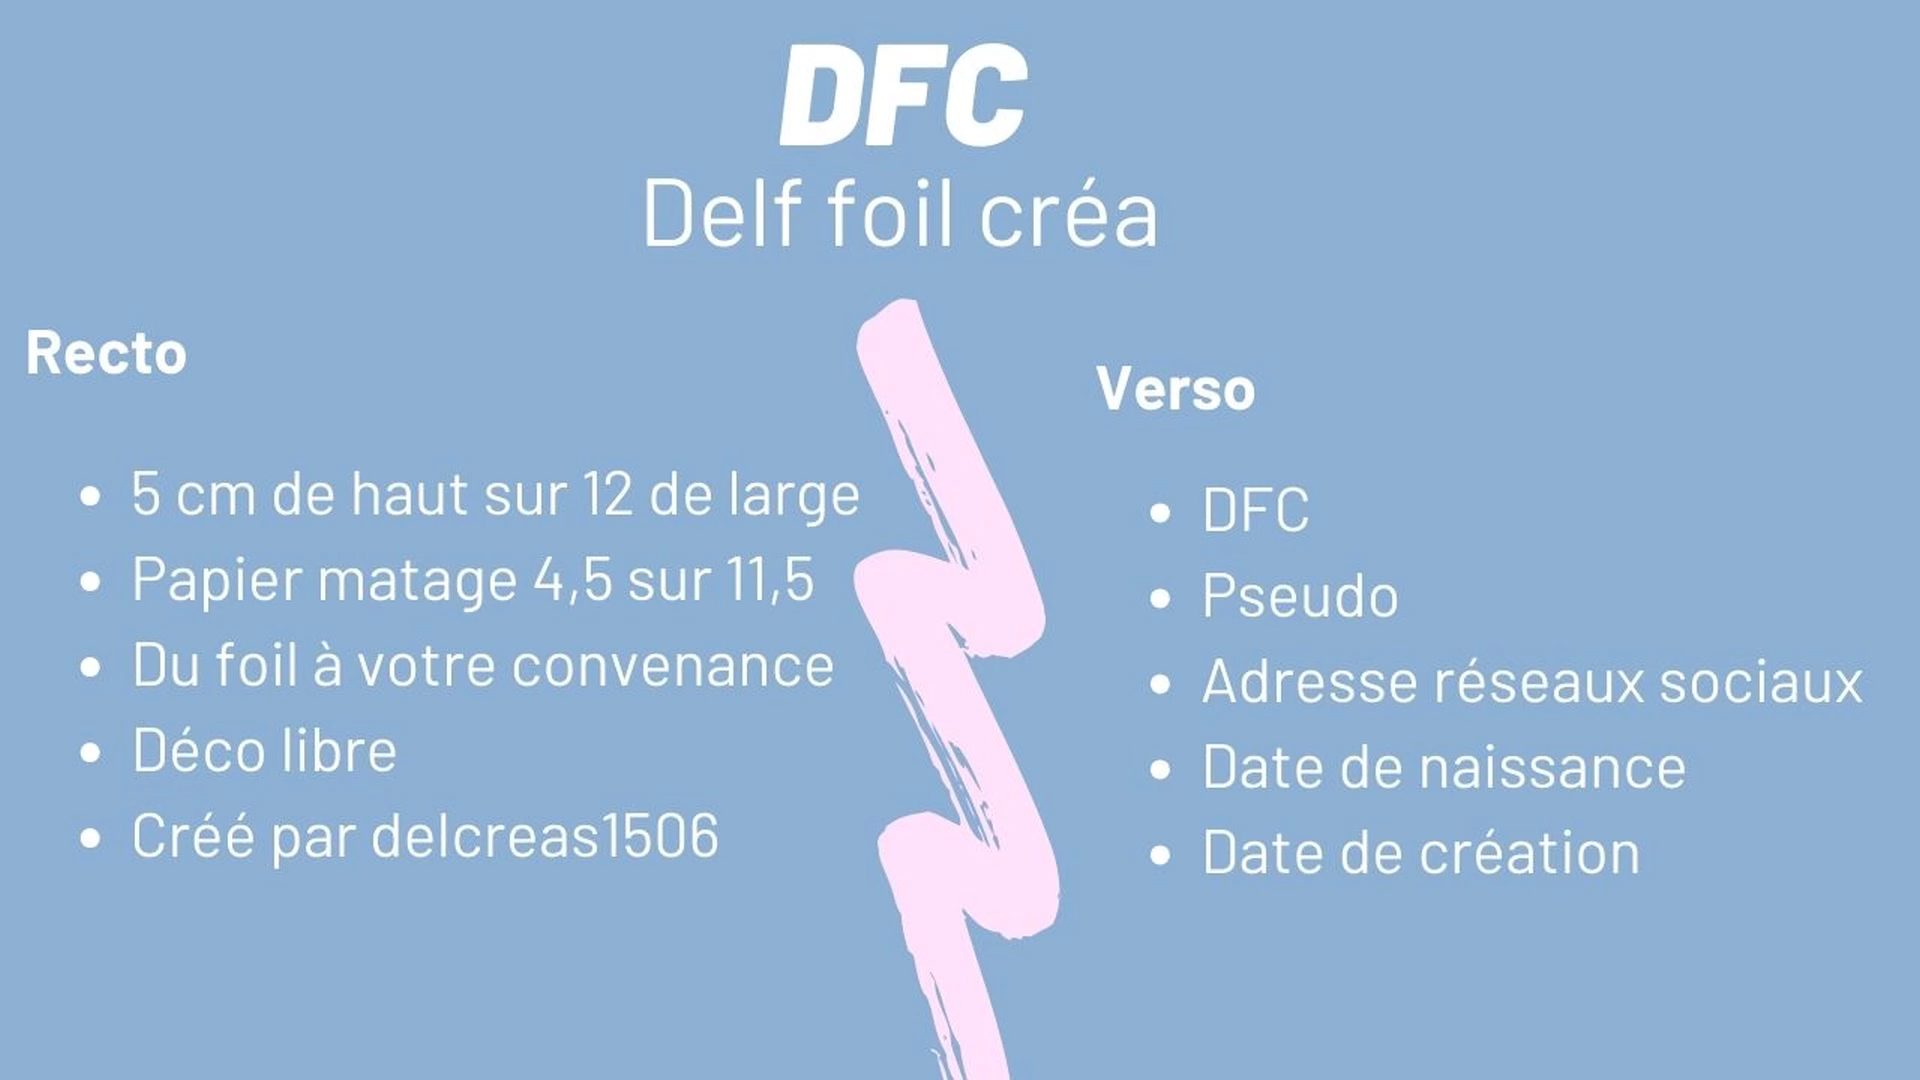 DFC
Delf foil créa
Recto
• 5 cm de haut sur 12 de large
• Papier matage 4,5 sur 11,5
• Du foil à votre convenance
• Déco libre
• Créé par delcreas1506
Verso
• DFC
• Pseudo
• Adresse réseaux sociaux
• Date de naissance
• Date de création